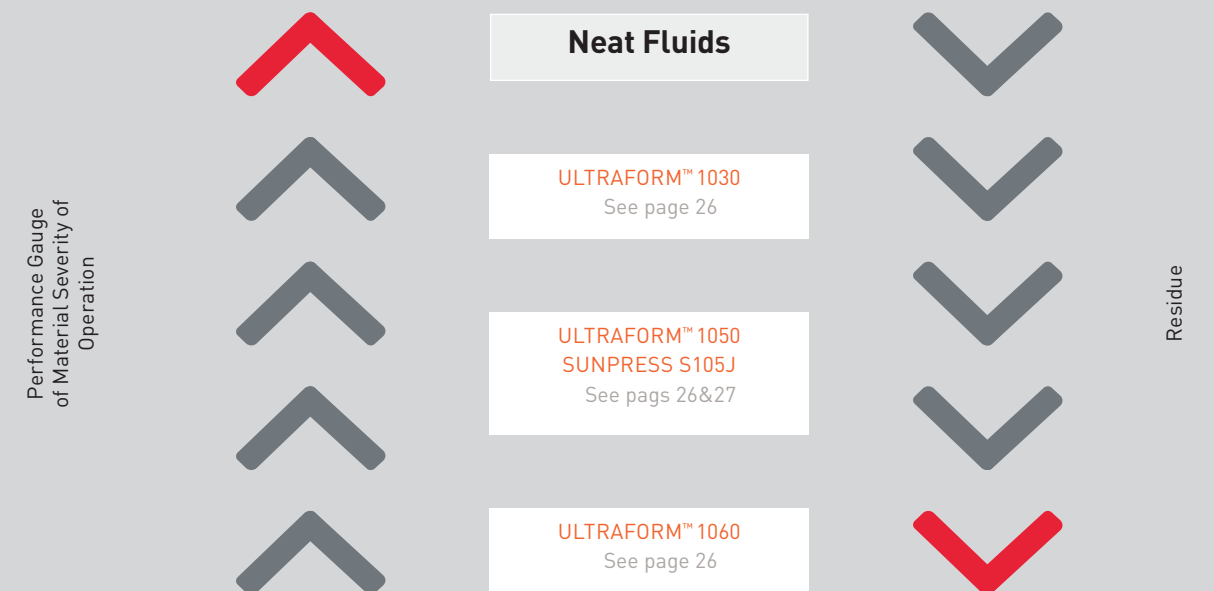 Performance Gauge
of Material Severity of
Operation
Neat Fluids
ULTRAFORM™ 1030
See page 26
ULTRAFORM™ 1050
SUNPRESS S105J
See pags 26&27
ULTRAFORM™ 1060
See page 26
Residue